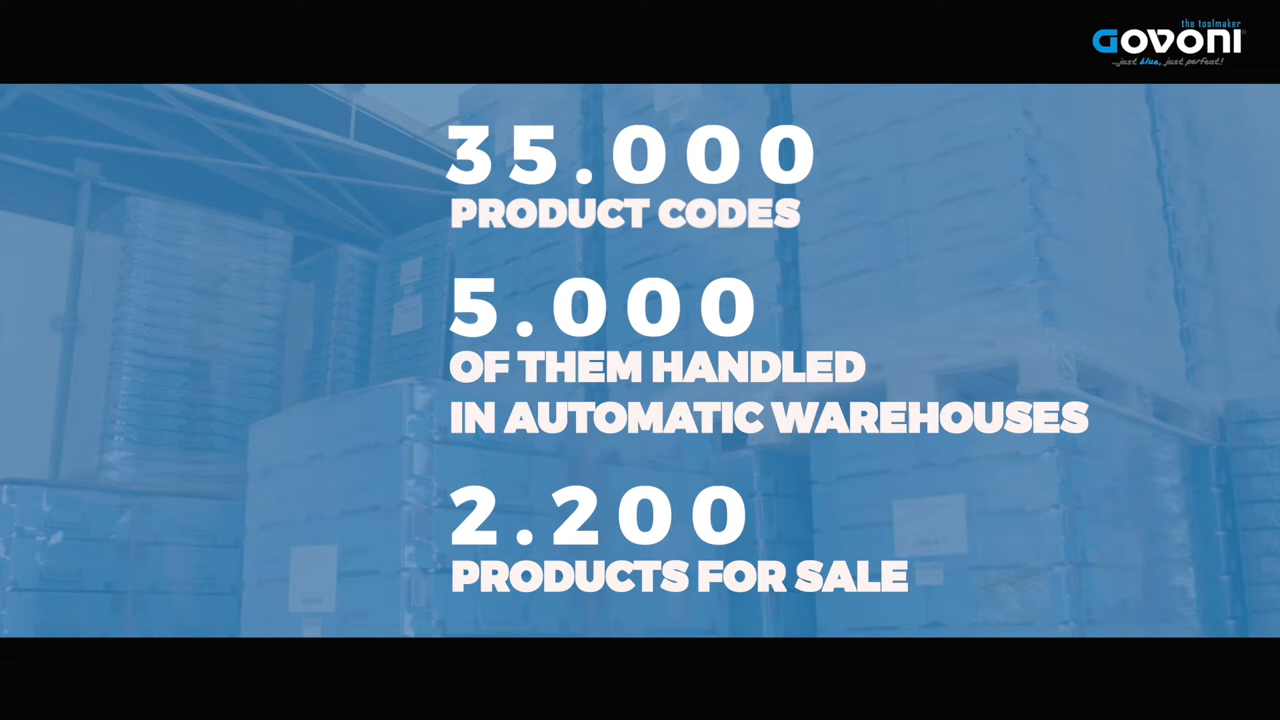 the toolmaker
GOVONI
...just blue, just perfect!
35.000
PRODUCT CODES
5.000
OF THEM HANDLED
IN AUTOMATIC WAREHOUSES
2.200
PRODUCTS FOR SALE